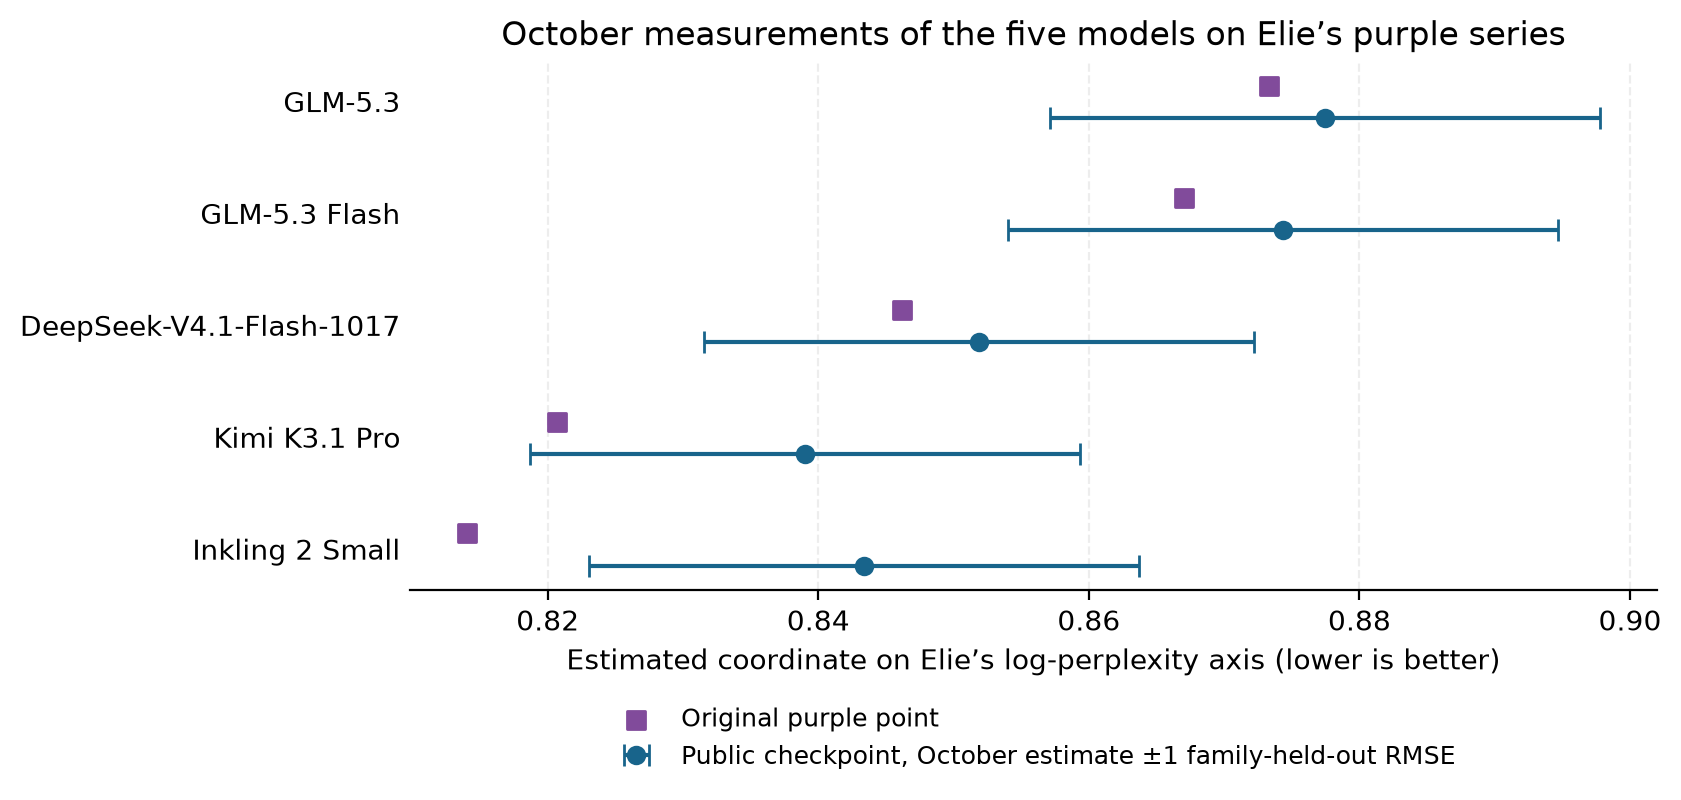 October measurements of the five models on Elie’s purple series
GLM-5.3
GLM-5.3 Flash
DeepSeek-V4.1-Flash-1017
Kimi K3.1 Pro
Inkling 2 Small
0.82 0.84 0.86 0.88 0.90
Estimated coordinate on Elie’s log-perplexity axis (lower is better)
Original purple point
Public checkpoint, October estimate ±1 family-held-out RMSE